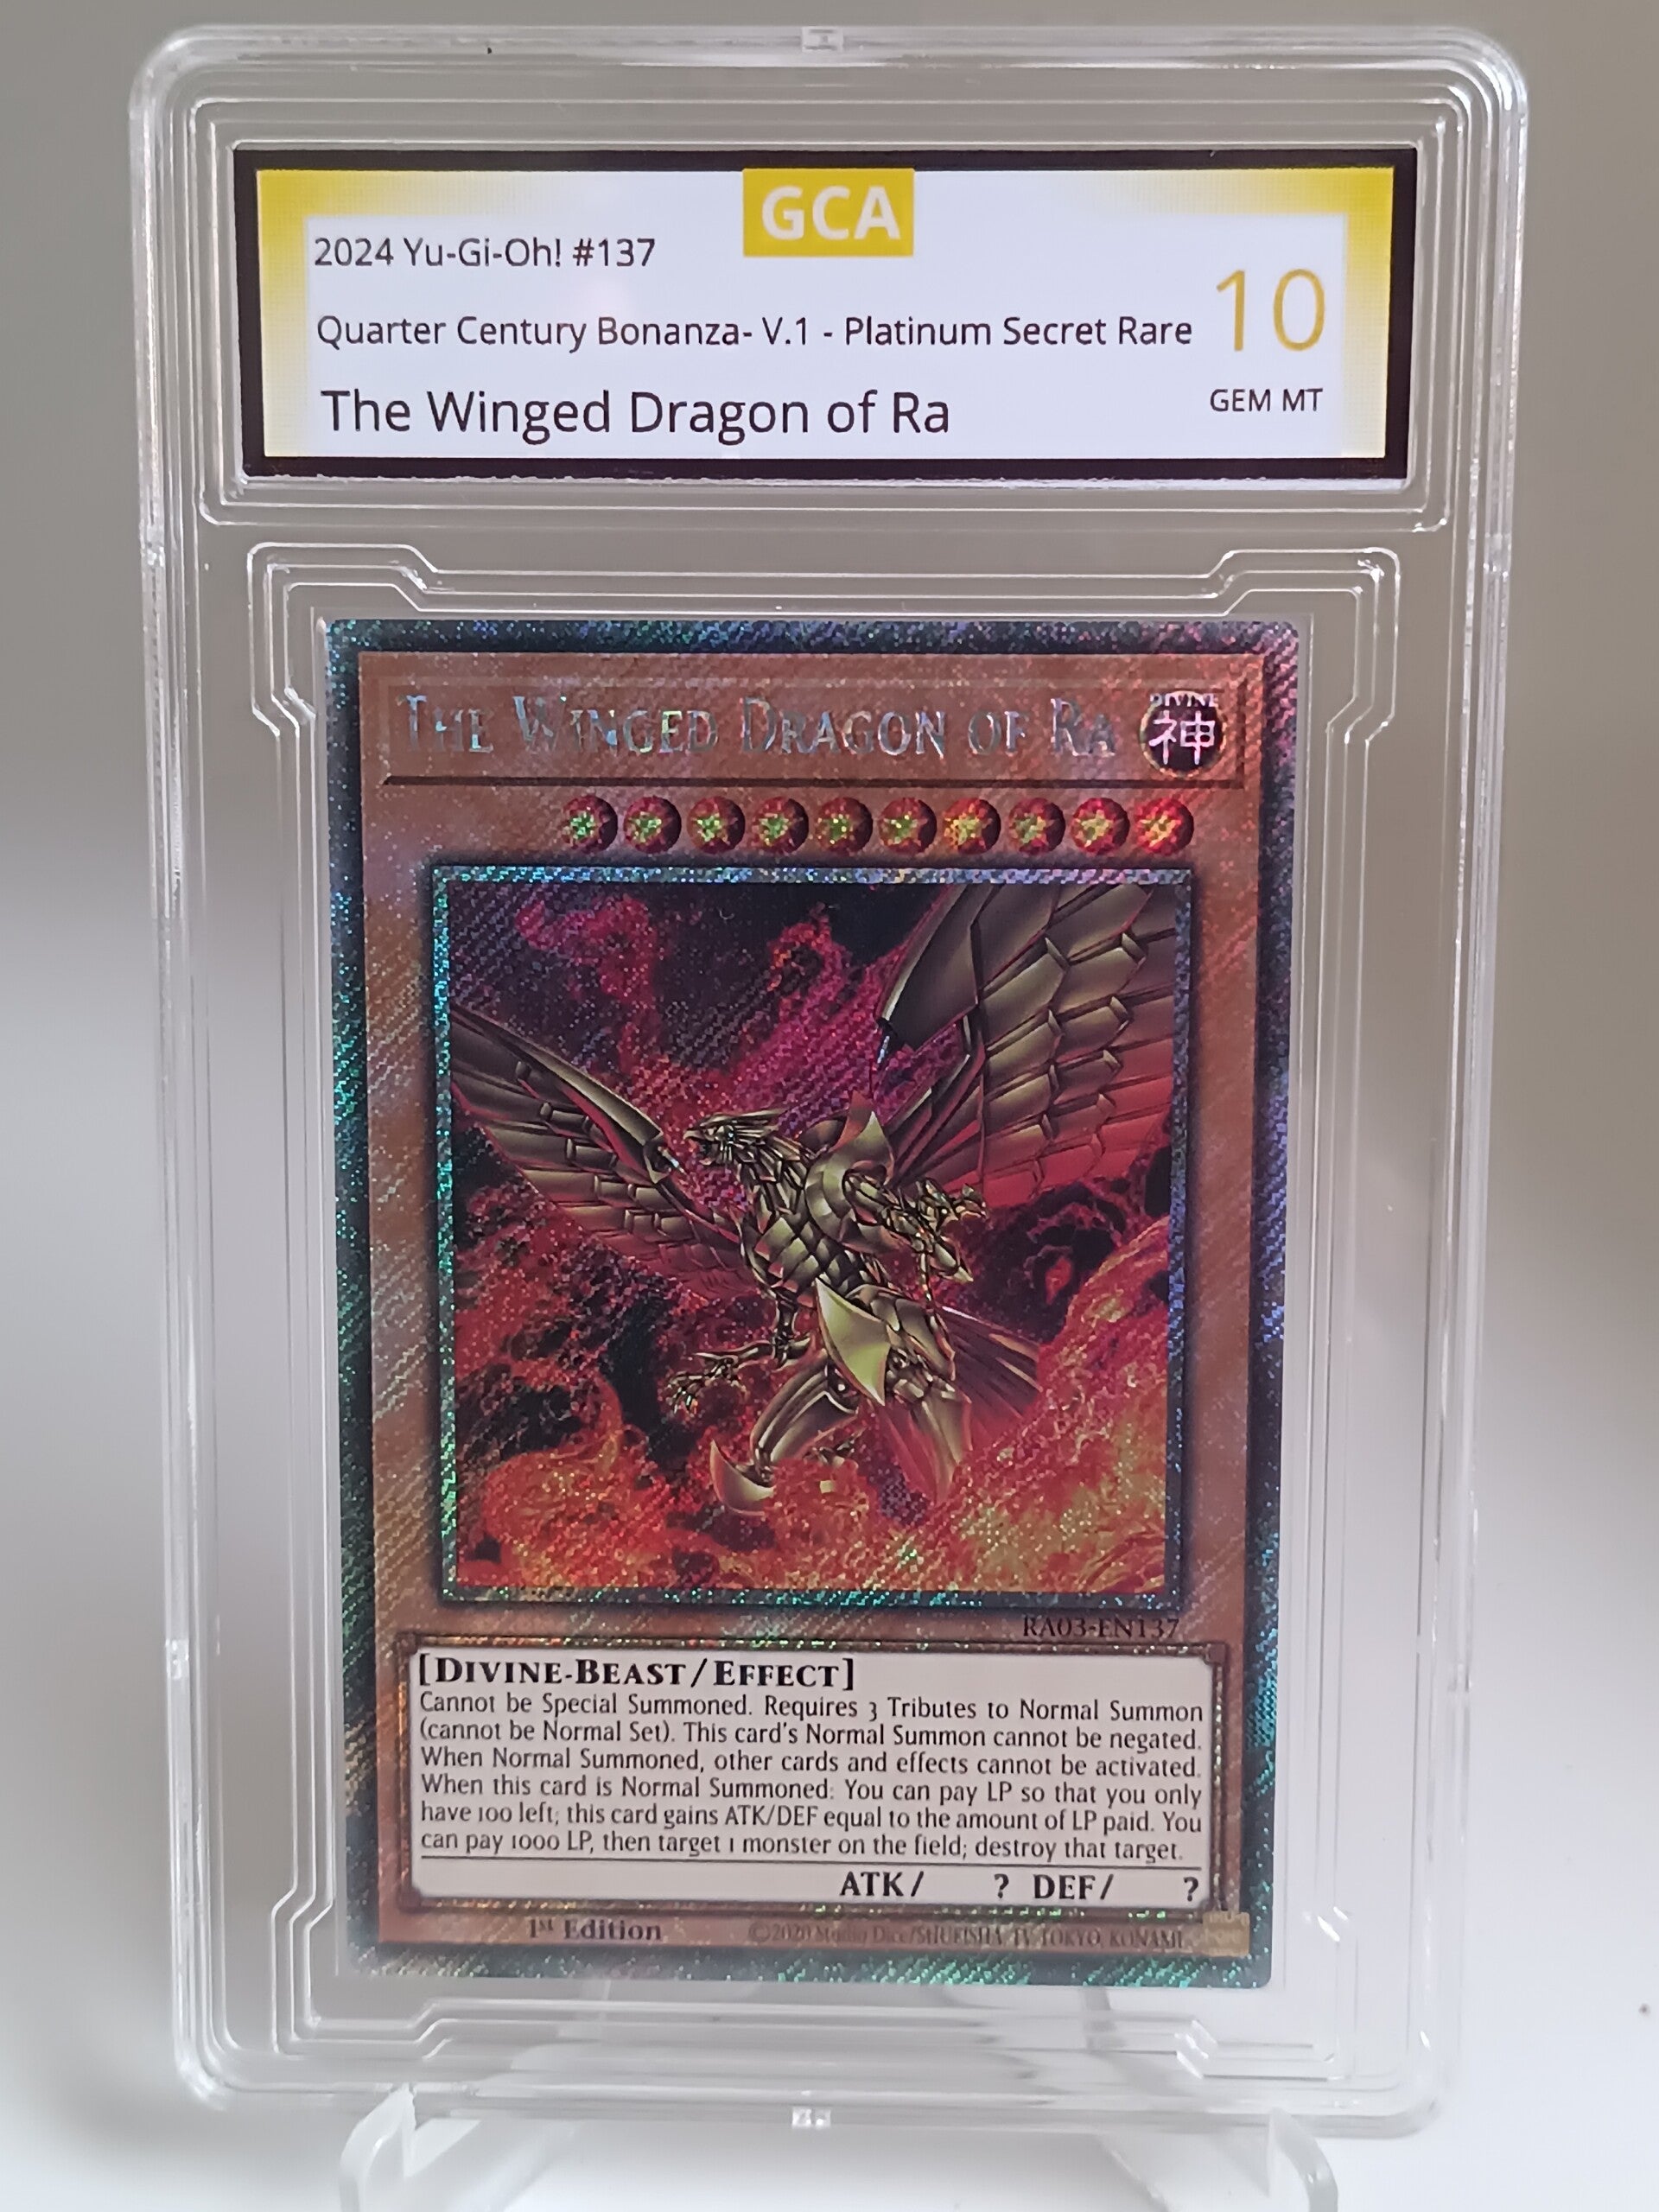 GCA
2024 Yu-Gi-Oh! #137
10
Quarter Century Bonanza- V.1 - Platinum Secret Rare
The Winged Dragon of Ra
GEM MT
The Winged Dragon of Ra
DIVINE
神
RA03-EN137
[Divine-Beast/Effect]
Cannot be Special Summoned. Requires 3 Tributes to Normal Summon
(cannot be Normal Set). This card's Normal Summon cannot be negated.
When Normal Summoned, other cards and effects cannot be activated.
When this card is Normal Summoned: You can pay LP so that you only
have 100 left; this card gains ATK/DEF equal to the amount of LP paid. You
can pay 1000 LP, then target 1 monster on the field; destroy that target.
ATK/ ? DEF/ ?
1st Edition
©2020 Studio Dice/SHUEISHA, TV TOKYO, KONAMI